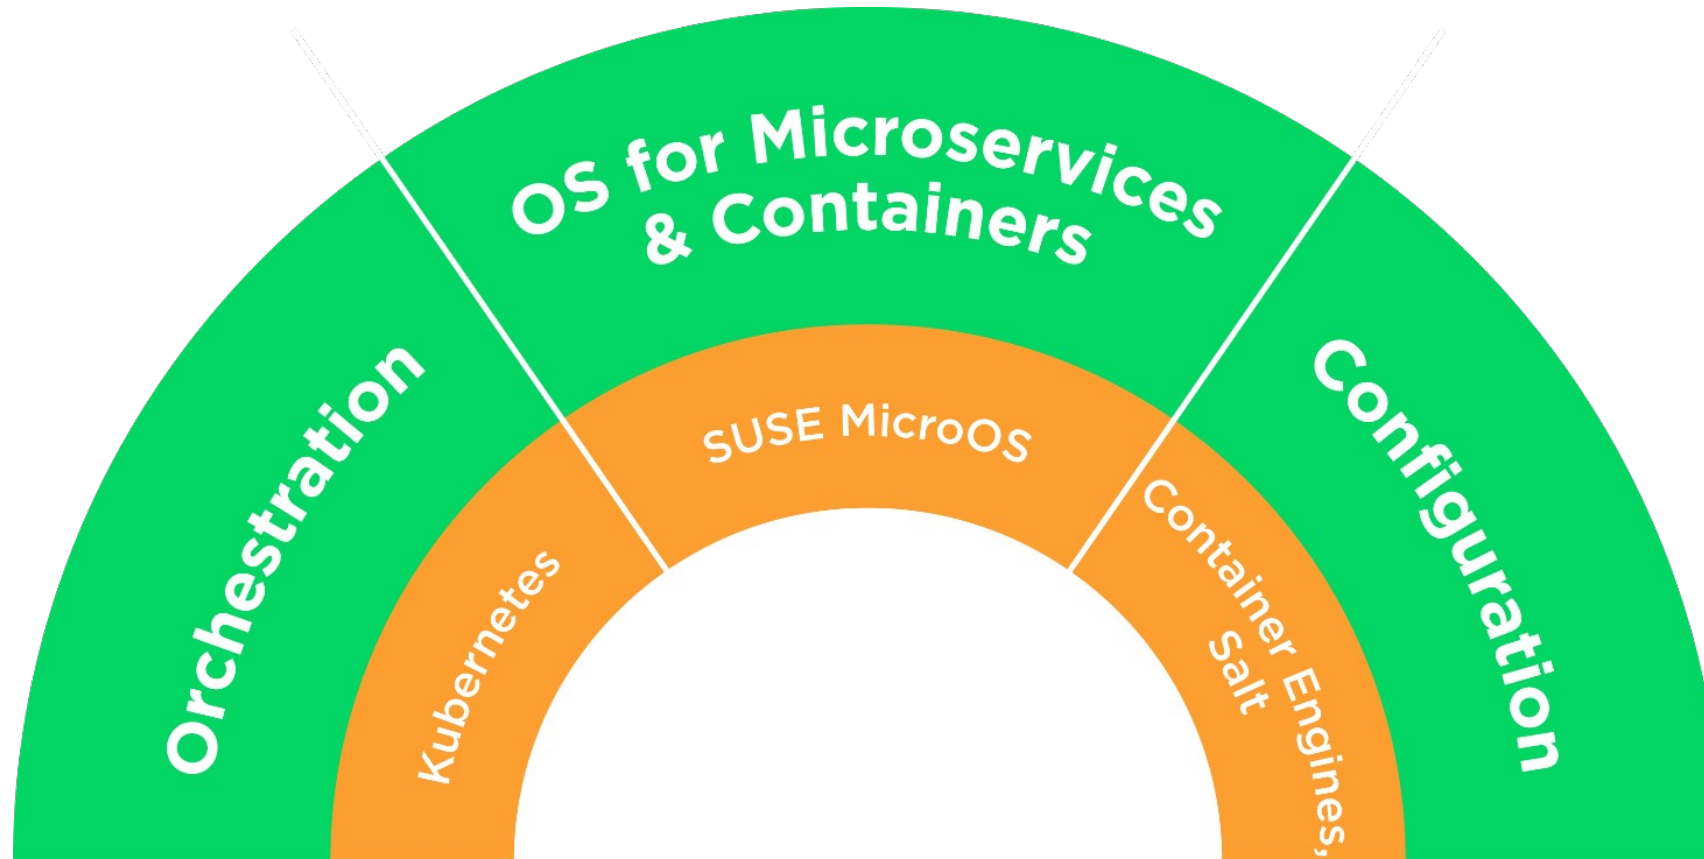 Orchestration
OS for Microservices
& Containers
Configuration
Kubernetes
SUSE MicroOS
Container Engines,
Salt